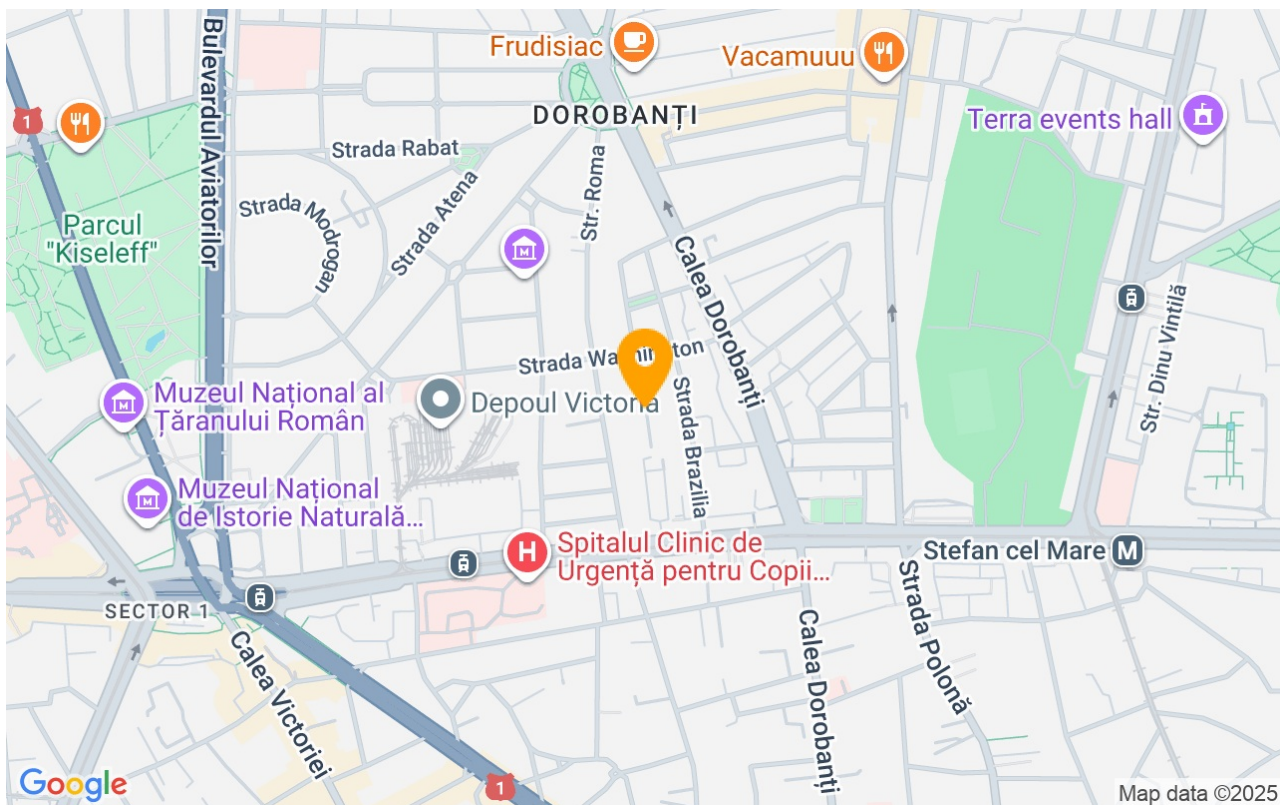 Frudisiac
Vacamuuu
DOROBANȚI
Terra events hall
1
Bulevardul Aviatorilor
Strada Rabat
Str. Roma
Strada Atena
Strada Modrogan
Parcul
"Kiseleff"
M
Calea Dorobanți
Str. Dinu Vintilă
Strada
Depoul Victoria
Strada Brazilia
M
Muzeul Național al
Țăranului Român
M
Muzeul Național
de Istorie Naturală...
H
Spitalul Clinic de
Urgență pentru Copii...
Stefan cel Mare
M
SECTOR 1
Calea Victoriei
Calea Dorobanți
Strada Polonă
1
Google
Map data ©2025